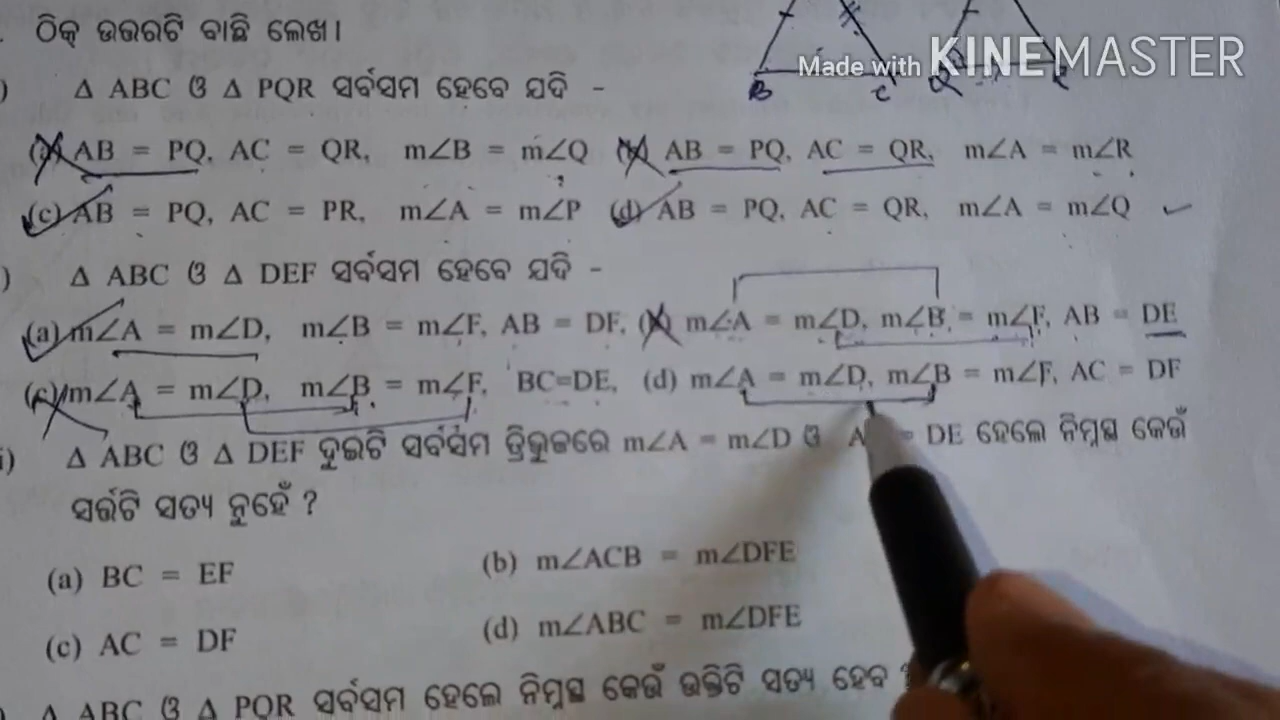 ଠିକ୍ ଉତ୍ତରଟି ବାଛି ଲେଖ।
B C Q R
Made with KINEMASTER
) Δ ABC ଓ Δ PQR ସର୍ବସମ ହେବେ ଯଦି -
AB = PQ, AC = QR, m∠B = m∠Q AB = PQ, AC = QR, m∠A = m∠R
(c) AB = PQ, AC = PR, m∠A = m∠P (d) AB = PQ, AC = QR, m∠A = m∠Q
) Δ ABC ଓ Δ DEF ସର୍ବସମ ହେବେ ଯଦି -
(a) m∠A = m∠D, m∠B = m∠F, AB = DF, m∠A = m∠D, m∠B = m∠F, AB = DE
(c) m∠A = m∠D, m∠B = m∠F, BC=DE, (d) m∠A = m∠D, m∠B = m∠F, AC = DF
i) Δ ABC ଓ Δ DEF ଦୁଇଟି ସର୍ବସମ ତ୍ରିଭୁଜରେ m∠A = m∠D ଓ A = DE ହେଲେ ନିମ୍ନସ୍ଥ କେଉଁ
ସର୍ତ୍ତଟି ସତ୍ୟ ନୁହେଁ ?
(a) BC = EF (b) m∠ACB = m∠DFE
(c) AC = DF (d) m∠ABC = m∠DFE
) Δ ABC ଓ Δ PQR ସର୍ବସମ ହେଲେ ନିମ୍ନସ୍ଥ କେଉଁ ଉକ୍ତିଟି ସତ୍ୟ ହେବ ?